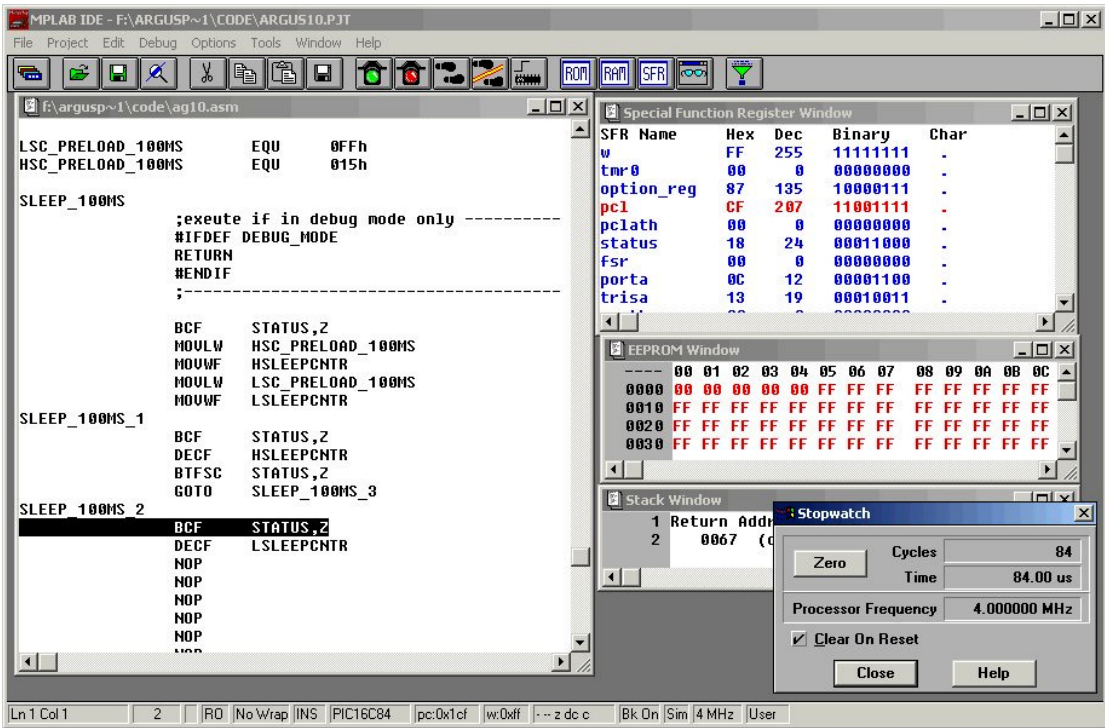 MPLAB IDE - F:\ARGUSP~1\CODE\ARGUS10.PJT
File Project Edit Debug Options Tools Window Help
ROM RAM SFR
f:\argusp~1\code\ag10.asm
LSC_PRELOAD_100MS EQU 0FFh
HSC_PRELOAD_100MS EQU 015h
SLEEP_100MS
;exeute if in debug mode only ----------
#IFDEF DEBUG_MODE
RETURN
#ENDIF
;---------------------------------------
BCF STATUS,Z
MOVLW HSC_PRELOAD_100MS
MOVWF HSLEEPCNTR
MOVLW LSC_PRELOAD_100MS
MOVWF LSLEEPCNTR
SLEEP_100MS_1
BCF STATUS,Z
DECF HSLEEPCNTR
BTFSC STATUS,Z
GOTO SLEEP_100MS_3
SLEEP_100MS_2
BCF STATUS,Z
DECF LSLEEPCNTR
NOP
NOP
NOP
NOP
NOP
Special Function Register Window
SFR Name Hex Dec Binary Char
w FF 255 11111111 .
tmr0 00 0 00000000 .
option_reg 87 135 10000111 .
pcl CF 207 11001111 .
pclath 00 0 00000000 .
status 18 24 00011000 .
fsr 00 0 00000000 .
porta 0C 12 00001100 .
trisa 13 19 00010011 .
EEPROM Window
---- 00 01 02 03 04 05 06 07 08 09 0A 0B 0C
0000 00 00 00 00 00 FF FF FF FF FF FF FF FF
0010 FF FF FF FF FF FF FF FF FF FF FF FF FF
0020 FF FF FF FF FF FF FF FF FF FF FF FF FF
0030 FF FF FF FF FF FF FF FF FF FF FF FF FF
Stack Window
1 Return Addr
2 0067 (
Stopwatch
Zero
Cycles 84
Time 84.00 us
Processor Frequency 4.000000 MHz
Clear On Reset
Close Help
Ln 1 Col 1 2 RO No Wrap INS PIC16C84 pc:0x1cf w:0xff - -- z dc c Bk On Sim 4 MHz User